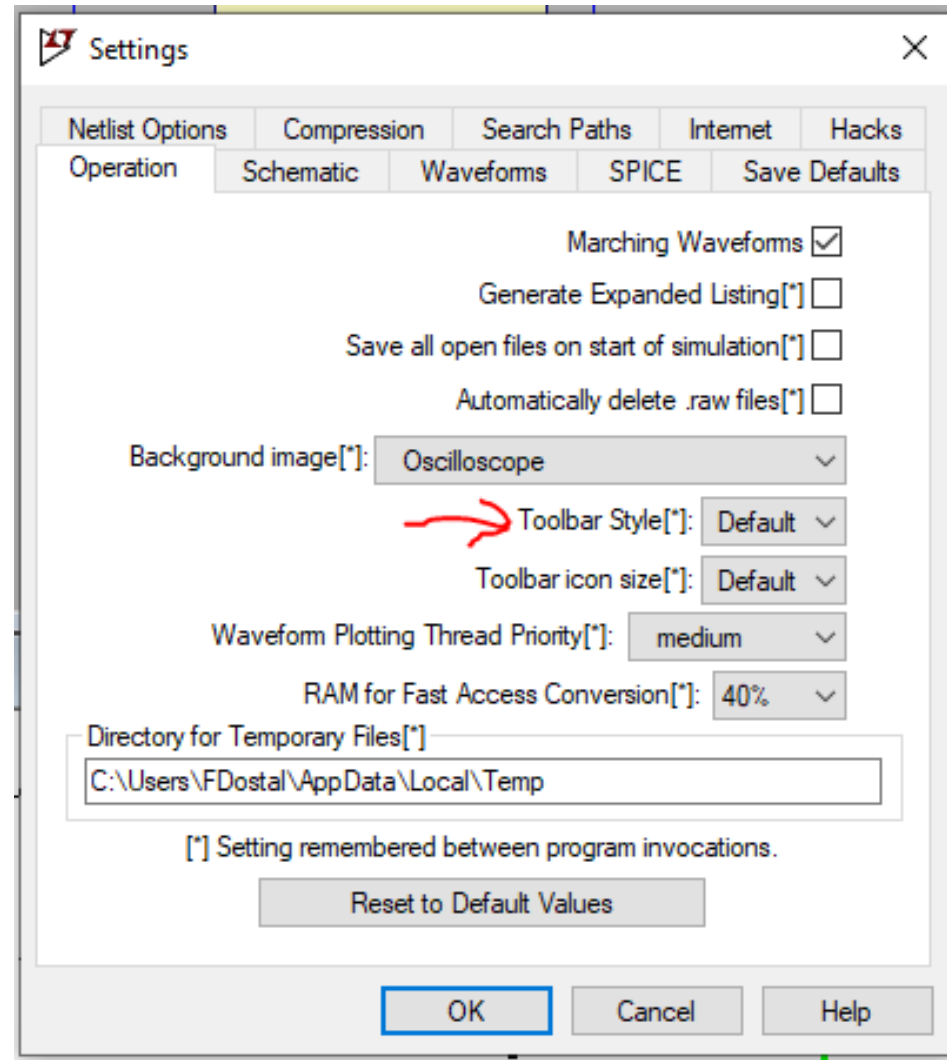 Settings
Netlist Options Compression Search Paths Internet Hacks
Operation Schematic Waveforms SPICE Save Defaults
Marching Waveforms
Generate Expanded Listing[*]
Save all open files on start of simulation[*]
Automatically delete .raw files[*]
Background image[*]: Oscilloscope
Toolbar Style[*]: Default
Toolbar icon size[*]: Default
Waveform Plotting Thread Priority[*]: medium
RAM for Fast Access Conversion[*]: 40%
Directory for Temporary Files[*]
C:\Users\FDostal\AppData\Local\Temp
[*] Setting remembered between program invocations.
Reset to Default Values
OK Cancel Help